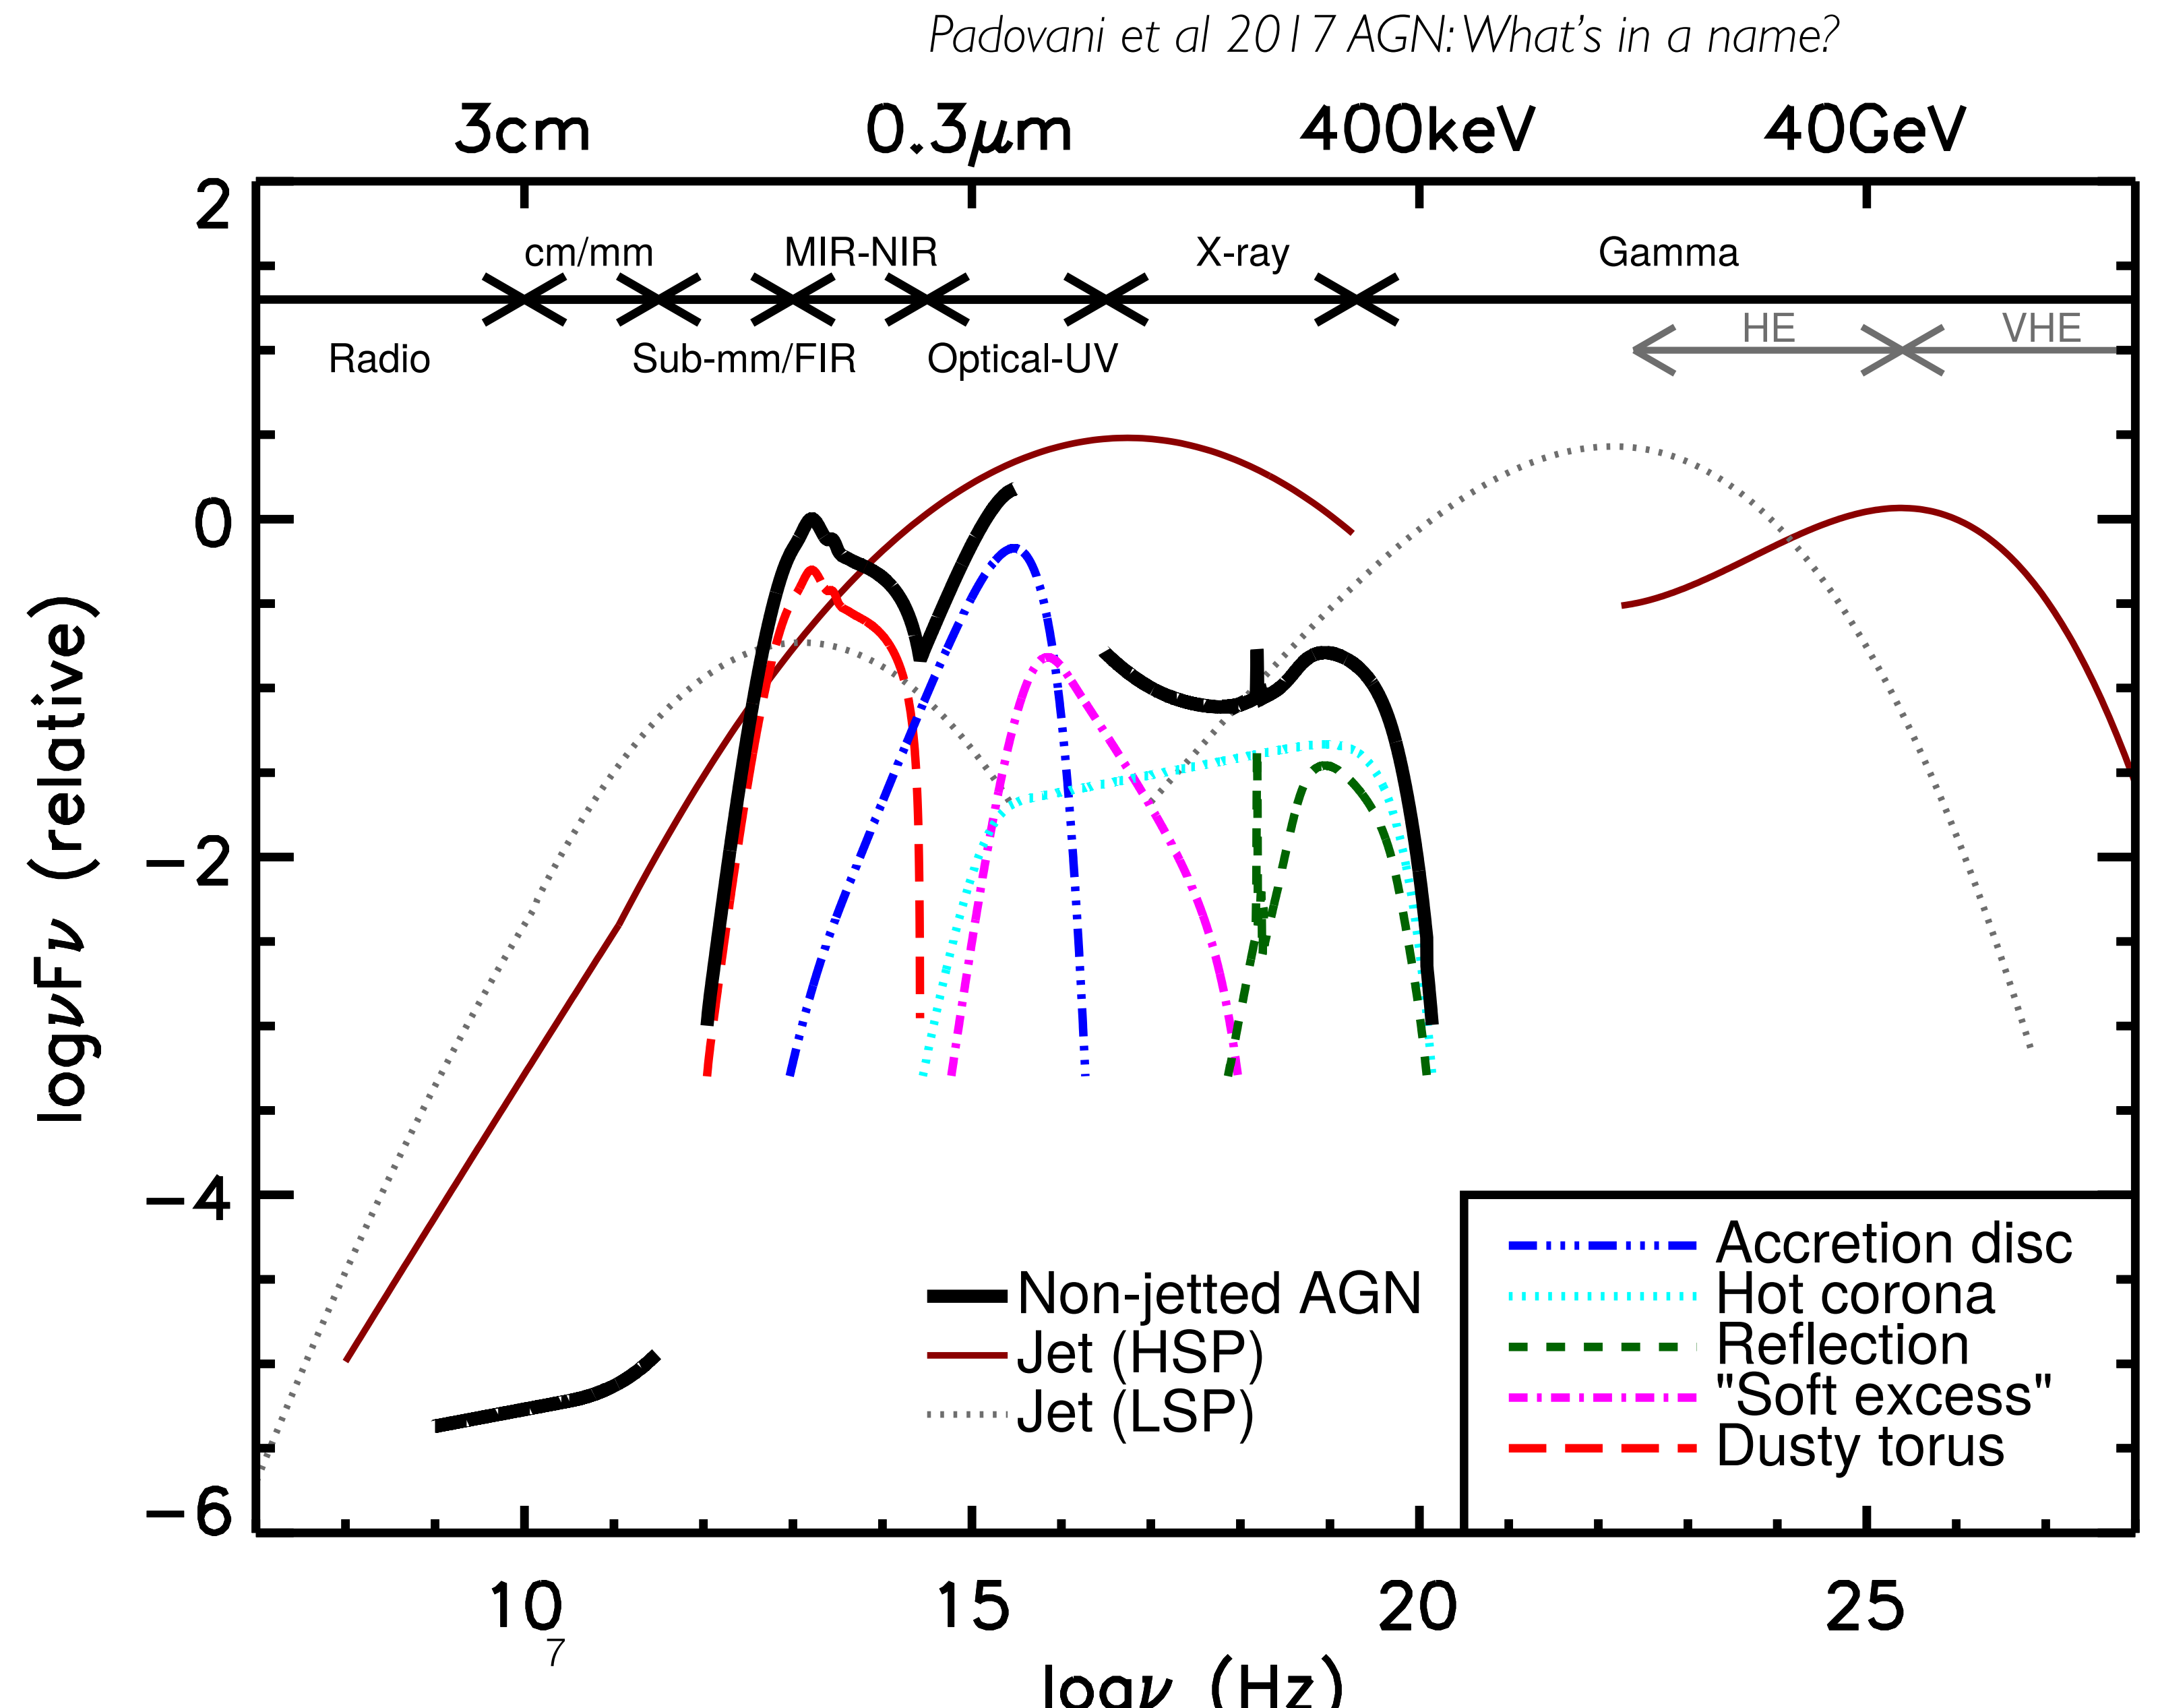 Padovani et al 2017 AGN: What's in a name?
3cm 0.3μm 400keV 40GeV
2
cm/mm MIR-NIR X-ray Gamma
HE VHE
Radio Sub-mm/FIR Optical-UV
0
−2
−4
−6
logνFν (relative)
Non-jetted AGN
Jet (HSP)
Jet (LSP)
Accretion disc
Hot corona
Reflection
"Soft excess"
Dusty torus
10 15 20 25
7
logν (Hz)